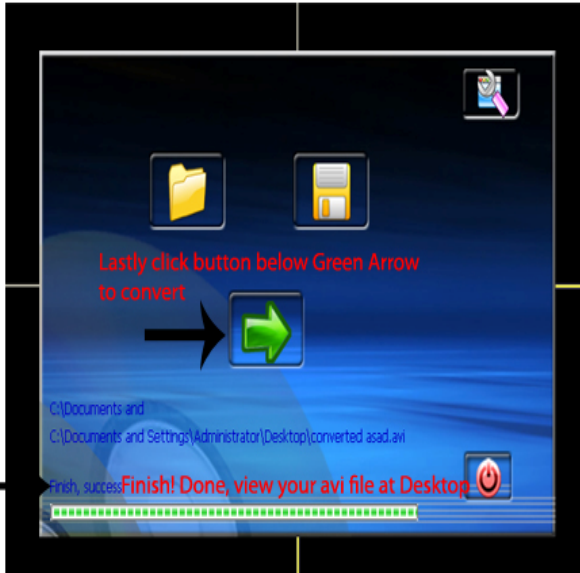 Lastly click button below Green Arrow
to convert
C:\Documents and
C:\Documents and Settings\Administrator\Desktop\converted asad.avi
Finish, success
Finish! Done, view your avi file at Desktop